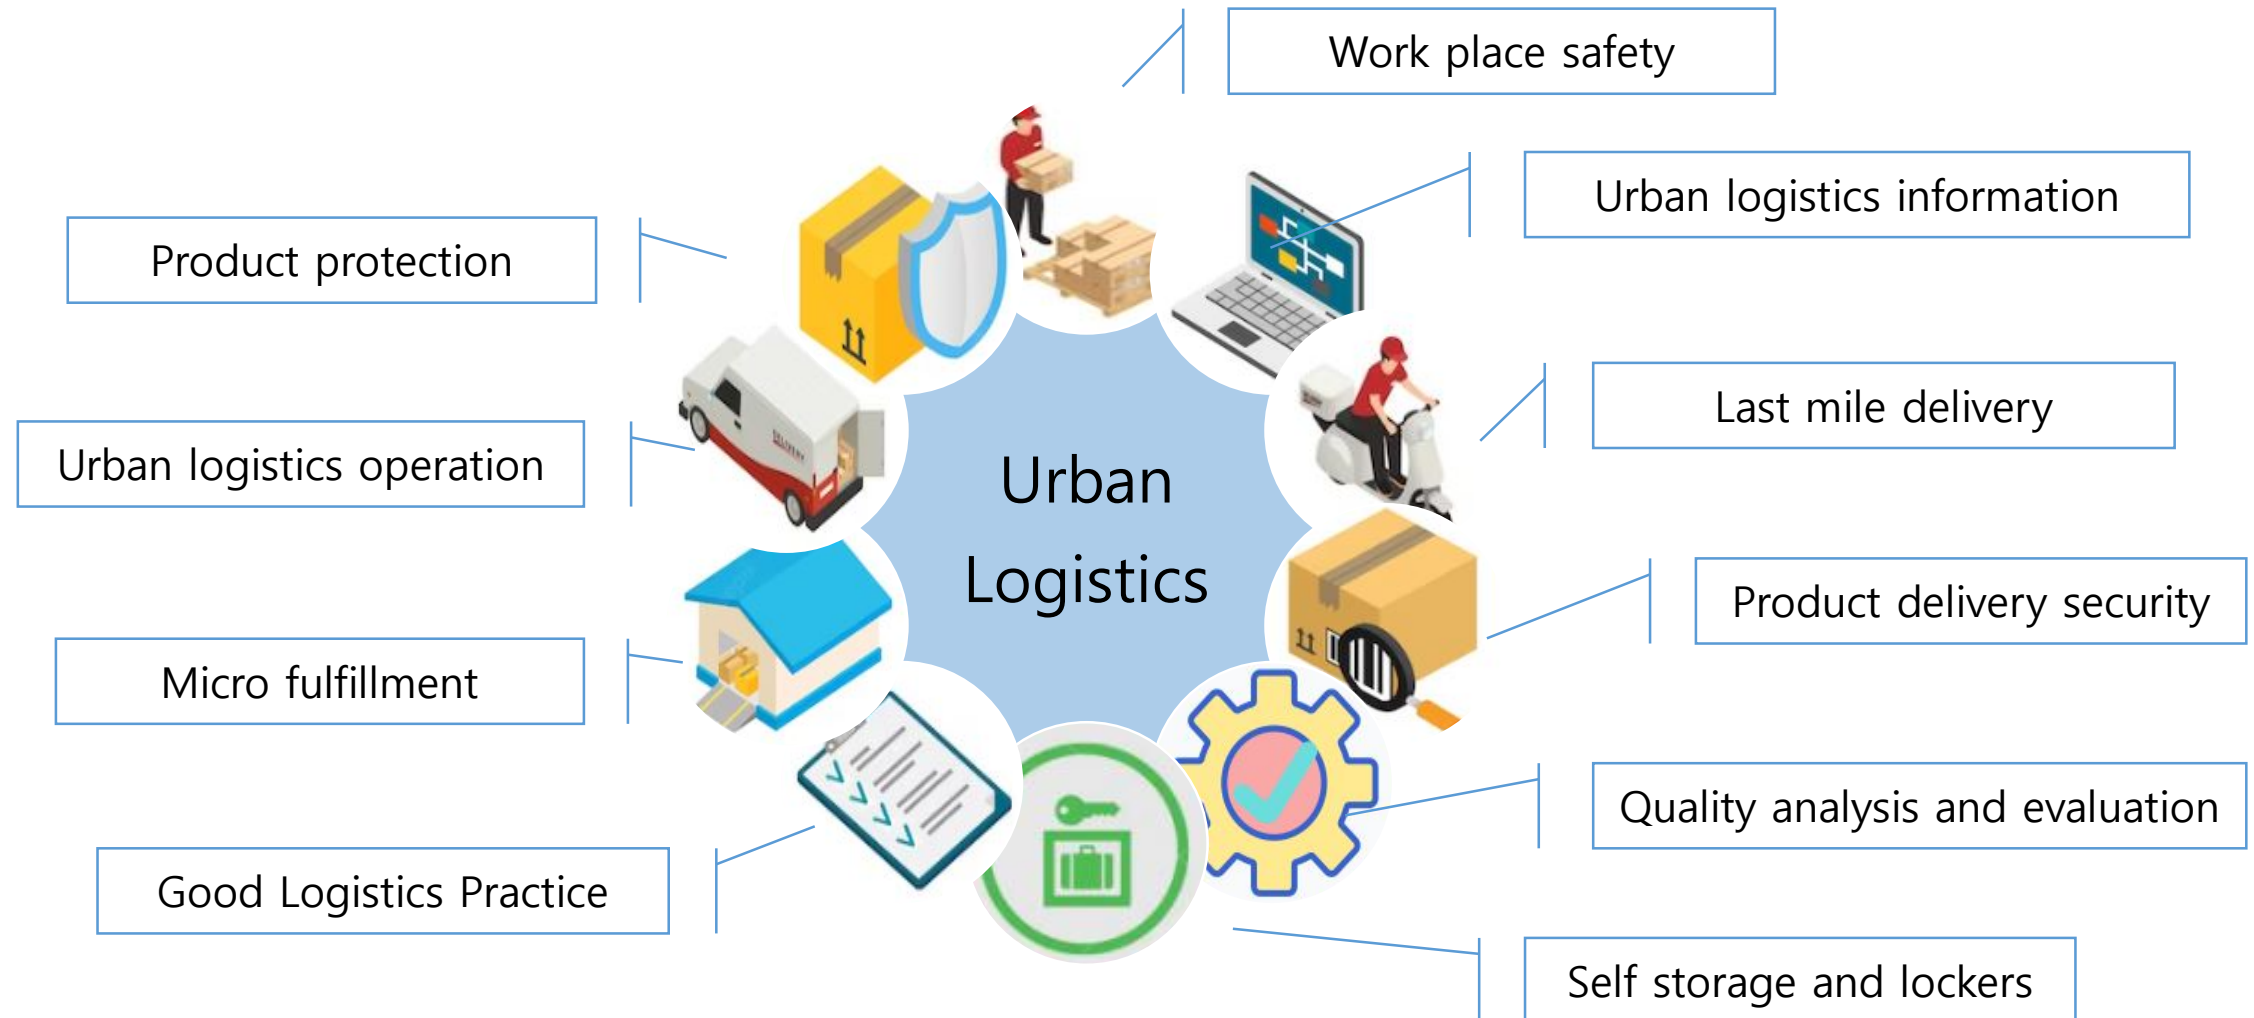 Work place safety
Urban logistics information
Product protection
Last mile delivery
Urban logistics operation
Urban
Logistics
Product delivery security
Micro fulfillment
Quality analysis and evaluation
Good Logistics Practice
Self storage and lockers
DELIVERY